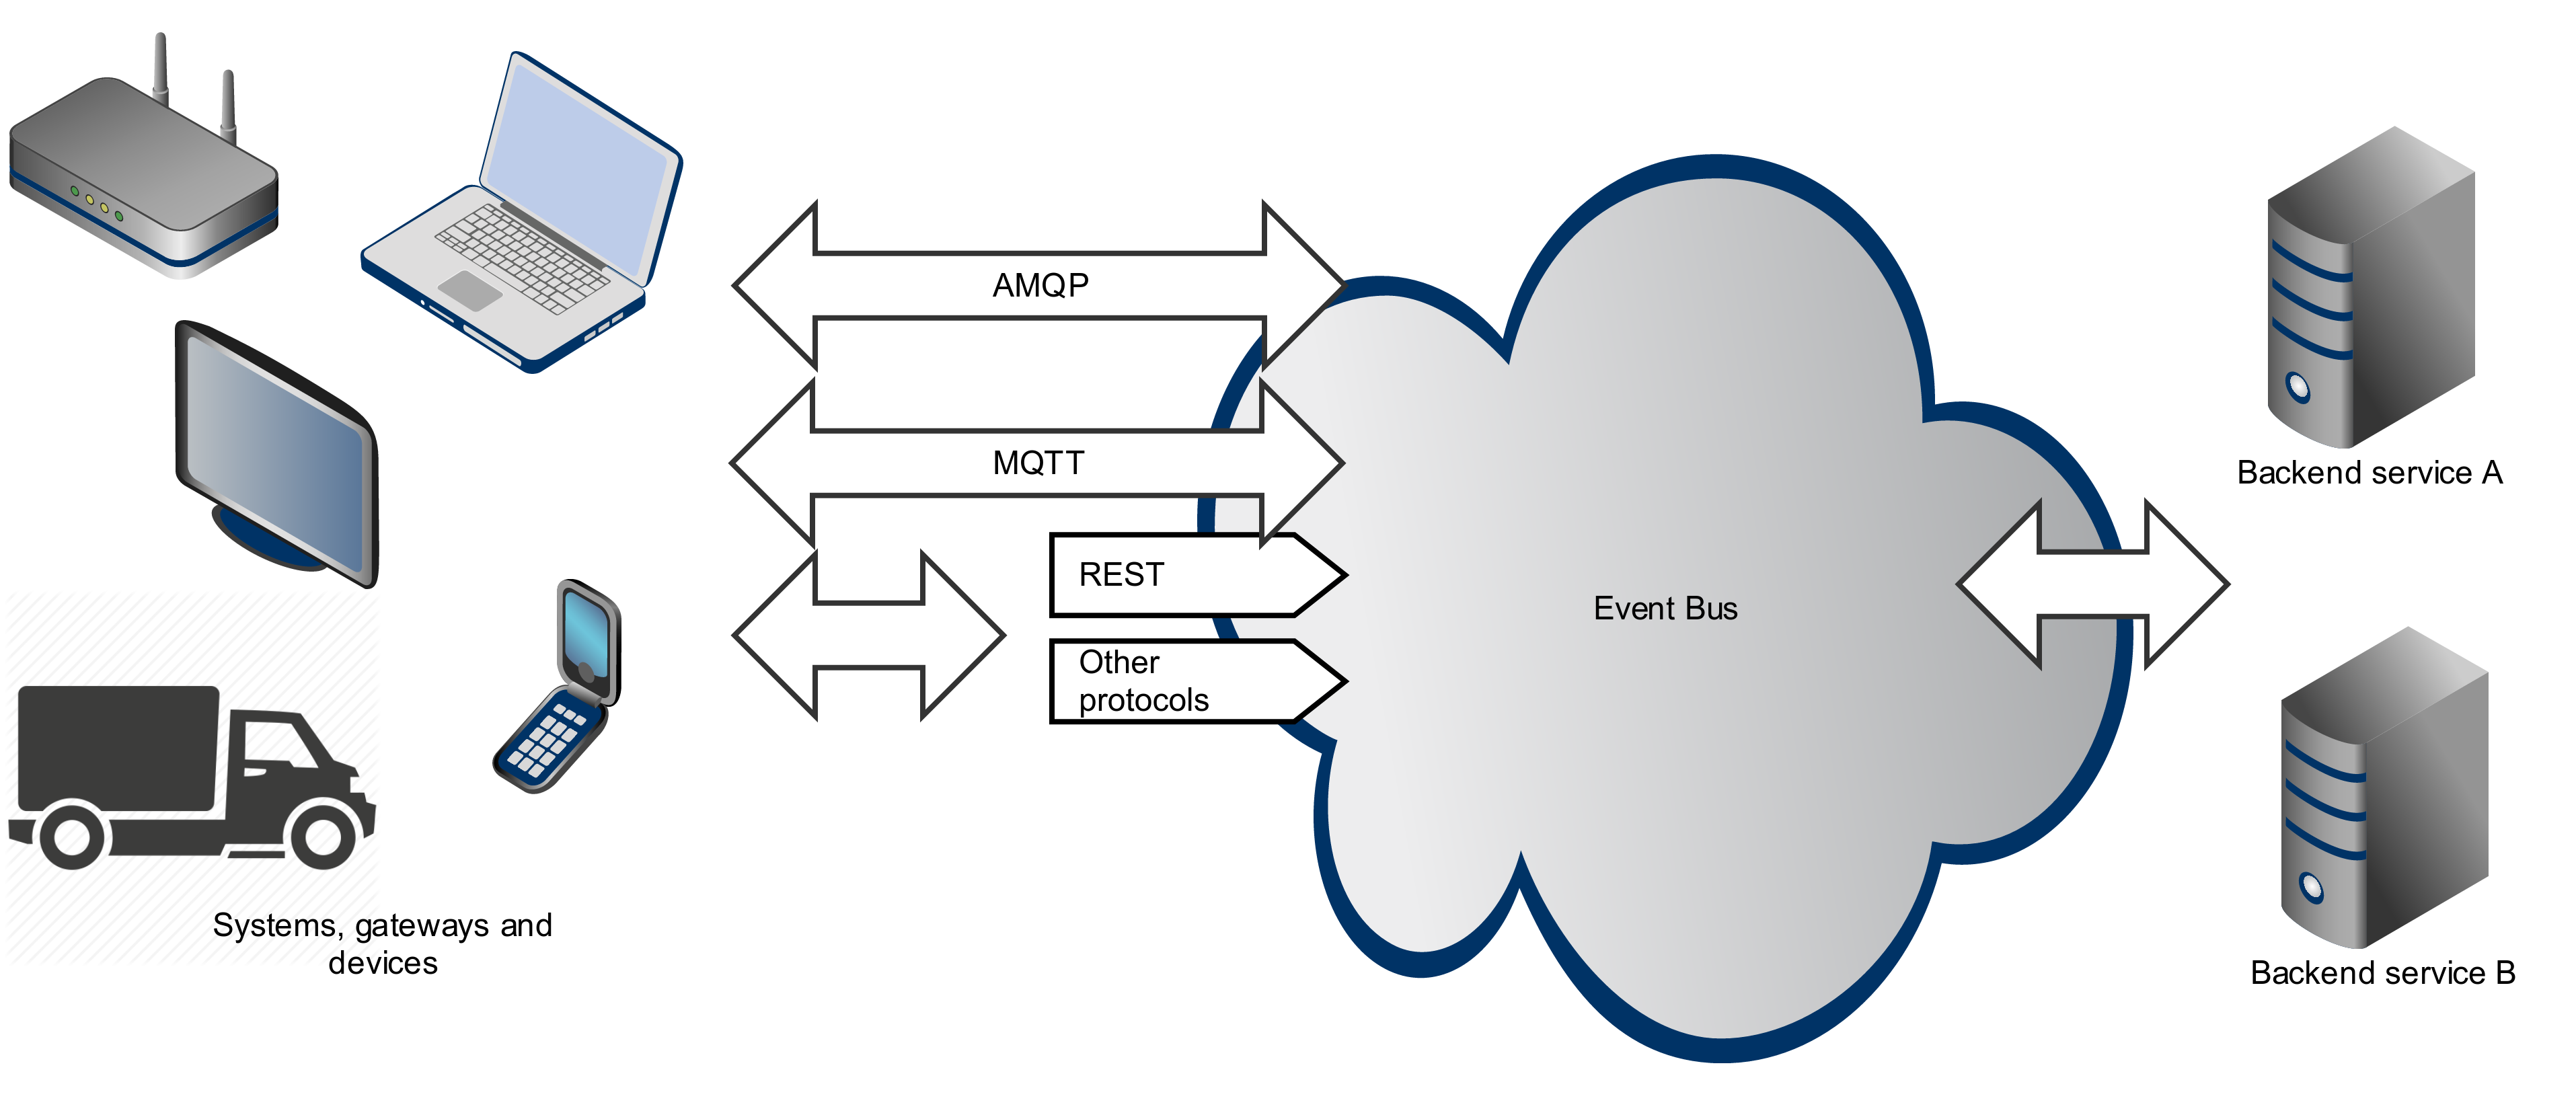 AMQP
MQTT
REST
Other
protocols
Event Bus
Backend service A
Backend service B
Systems, gateways and
devices